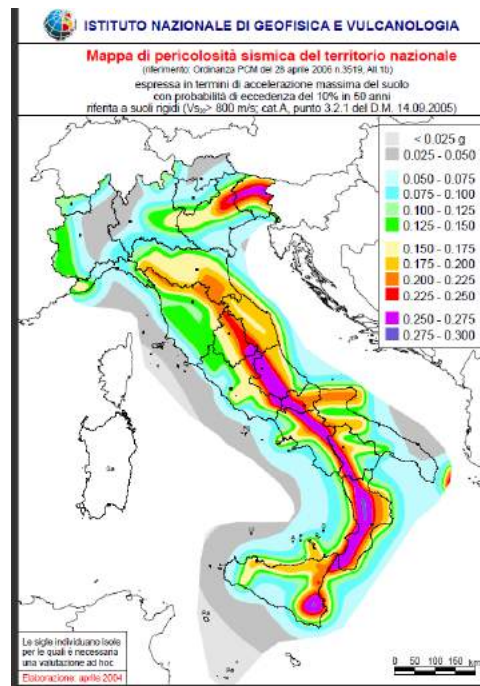 ISTITUTO NAZIONALE DI GEOFISICA E VULCANOLOGIA
Mappa di pericolosità sismica del territorio nazionale
(riferimento: Ordinanza PCM del 28 aprile 2006 n.3519, All.1b)
espressa in termini di accelerazione massima del suolo
con probabilità di eccedenza del 10% in 50 anni
riferita a suoli rigidi (Vs₃₀> 800 m/s; cat.A, punto 3.2.1 del D.M. 14.09.2005)
< 0.025 g
0.025 - 0.050
0.050 - 0.075
0.075 - 0.100
0.100 - 0.125
0.125 - 0.150
0.150 - 0.175
0.175 - 0.200
0.200 - 0.225
0.225 - 0.250
0.250 - 0.275
0.275 - 0.300
Sa
U
Pa
Pe
Le sigle individuano isole
per le quali è necessaria
una valutazione ad hoc
Elaborazione: aprile 2004
0 50 100 150 km